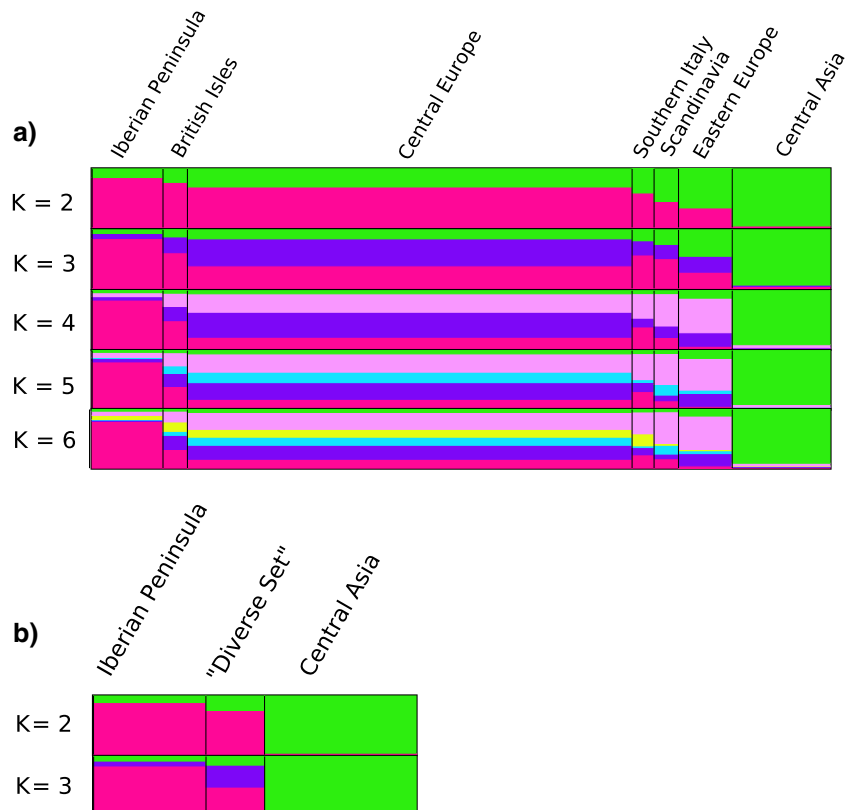 a)
Iberian Peninsula
British Isles
Central Europe
Southern Italy
Scandinavia
Eastern Europe
Central Asia
K = 2
K = 3
K = 4
K = 5
K = 6
b)
Iberian Peninsula
"Diverse Set"
Central Asia
K= 2
K= 3